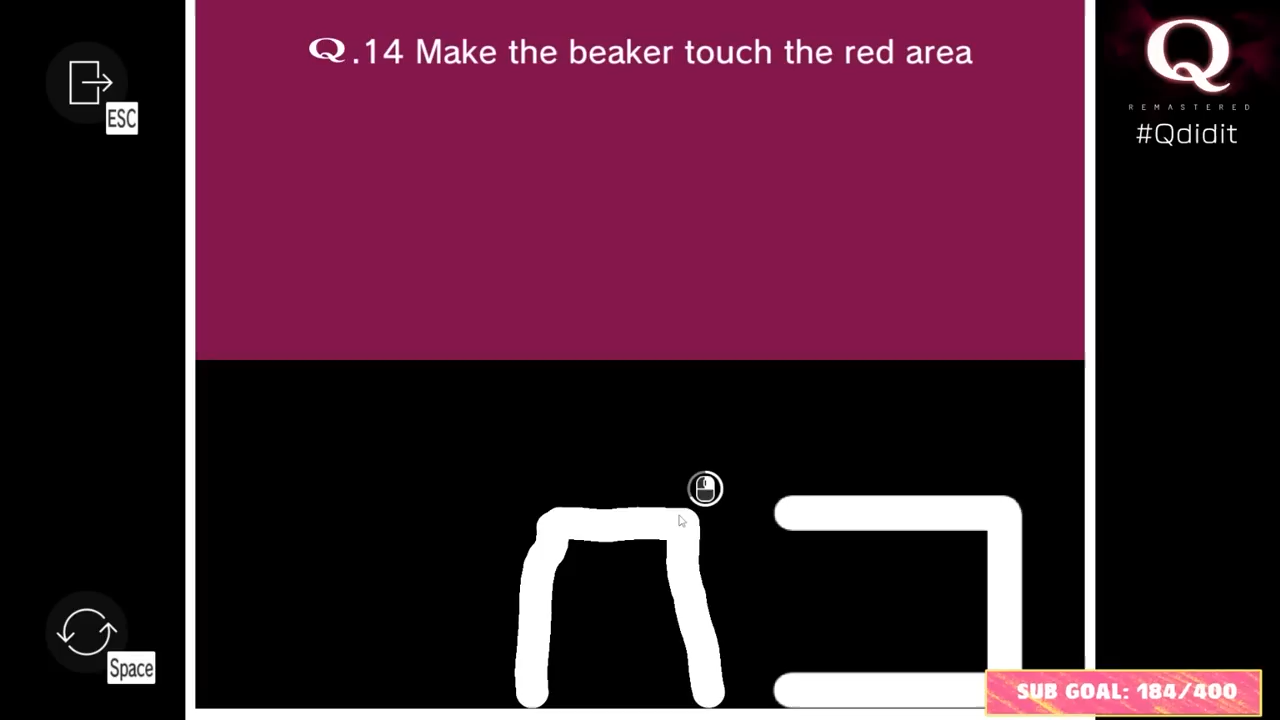 Q.14 Make the beaker touch the red area
ESC
Q
REMASTERED
#Qdidit
Space
SUB GOAL: 184/400